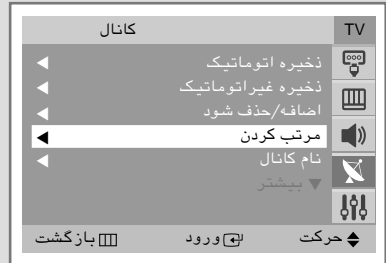 TV کانال
ذخیره اتوماتیک
ذخیره غیراتوماتیک
اضافه/حذف شود
مرتب کردن
نام کانال
▼ بیشتر
حرکت ورود بازگشت